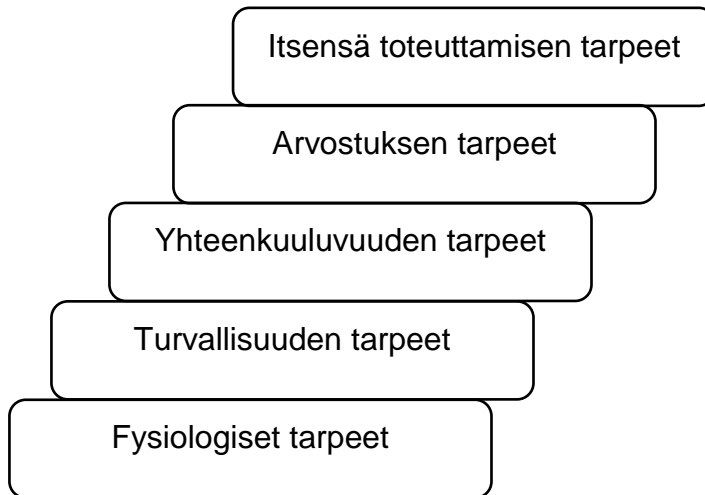 Itsensä toteuttamisen tarpeet
Arvostuksen tarpeet
Yhteenkuuluvuuden tarpeet
Turvallisuuden tarpeet
Fysiologiset tarpeet